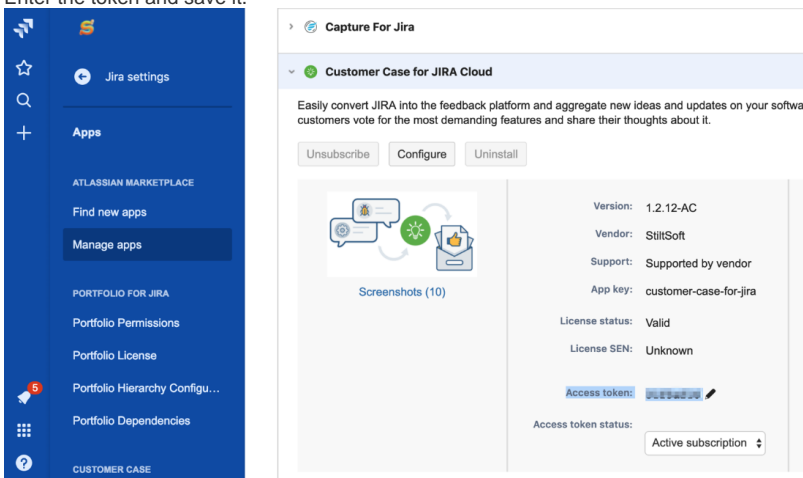 Enter the token and save it.
Jira settings
Apps
ATLASSIAN MARKETPLACE
Find new apps
Manage apps
PORTFOLIO FOR JIRA
Portfolio Permissions
Portfolio License
Portfolio Hierarchy Configu...
5
Portfolio Dependencies
CUSTOMER CASE
Capture For Jira
Customer Case for JIRA Cloud
Easily convert JIRA into the feedback platform and aggregate new ideas and updates on your softwa
customers vote for the most demanding features and share their thoughts about it.
Unsubscribe Configure Uninstall
Screenshots (10)
Version: 1.2.12-AC
Vendor: StiltSoft
Support: Supported by vendor
App key: customer-case-for-jira
License status: Valid
License SEN: Unknown
Access token:
Access token status:
Active subscription